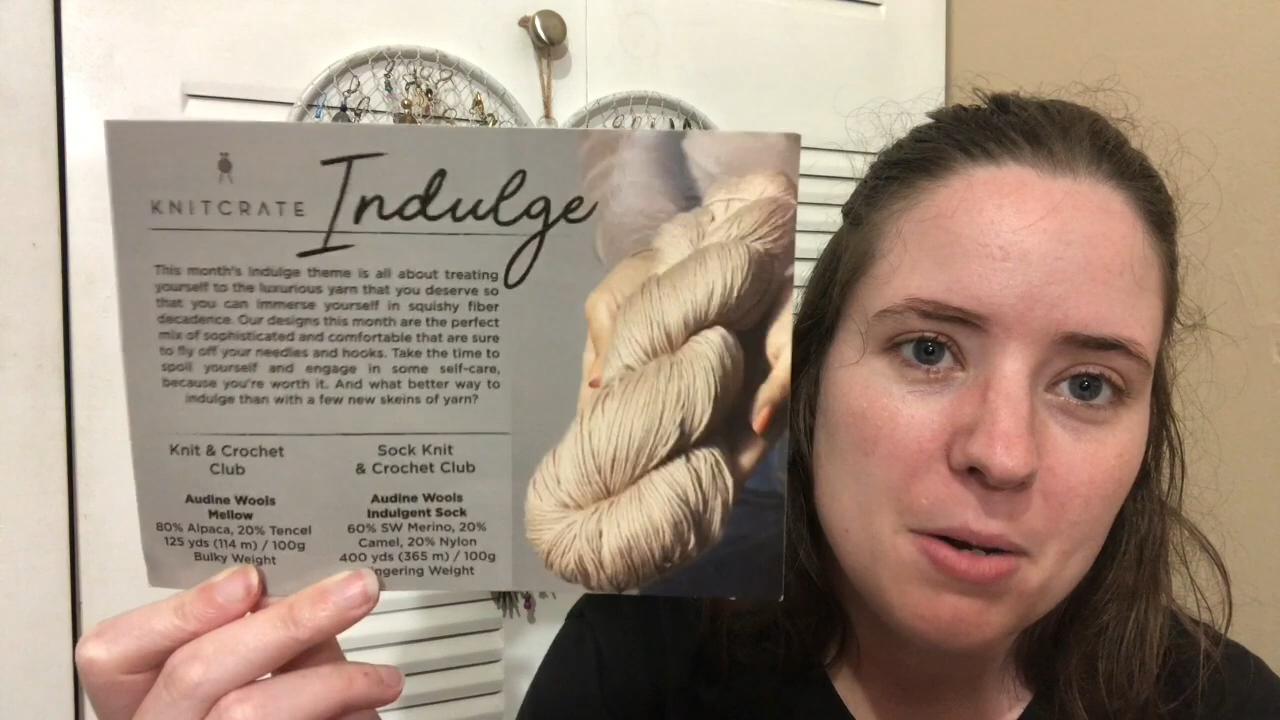 KNITCRATE
Indulge
This month's Indulge theme is all about treating
yourself to the luxurious yarn that you deserve so
that you can immerse yourself in squishy fiber
decadence. Our designs this month are the perfect
mix of sophisticated and comfortable that are sure
to fly off your needles and hooks. Take the time to
spoil yourself and engage in some self-care,
because you're worth it. And what better way to
indulge than with a few new skeins of yarn?
Knit & Crochet
Club
Audine Wools
Mellow
80% Alpaca, 20% Tencel
125 yds (114 m) / 100g
Bulky Weight
Sock Knit
& Crochet Club
Audine Wools
Indulgent Sock
60% SW Merino, 20%
Camel, 20% Nylon
400 yds (365 m) / 100g
ngering Weight